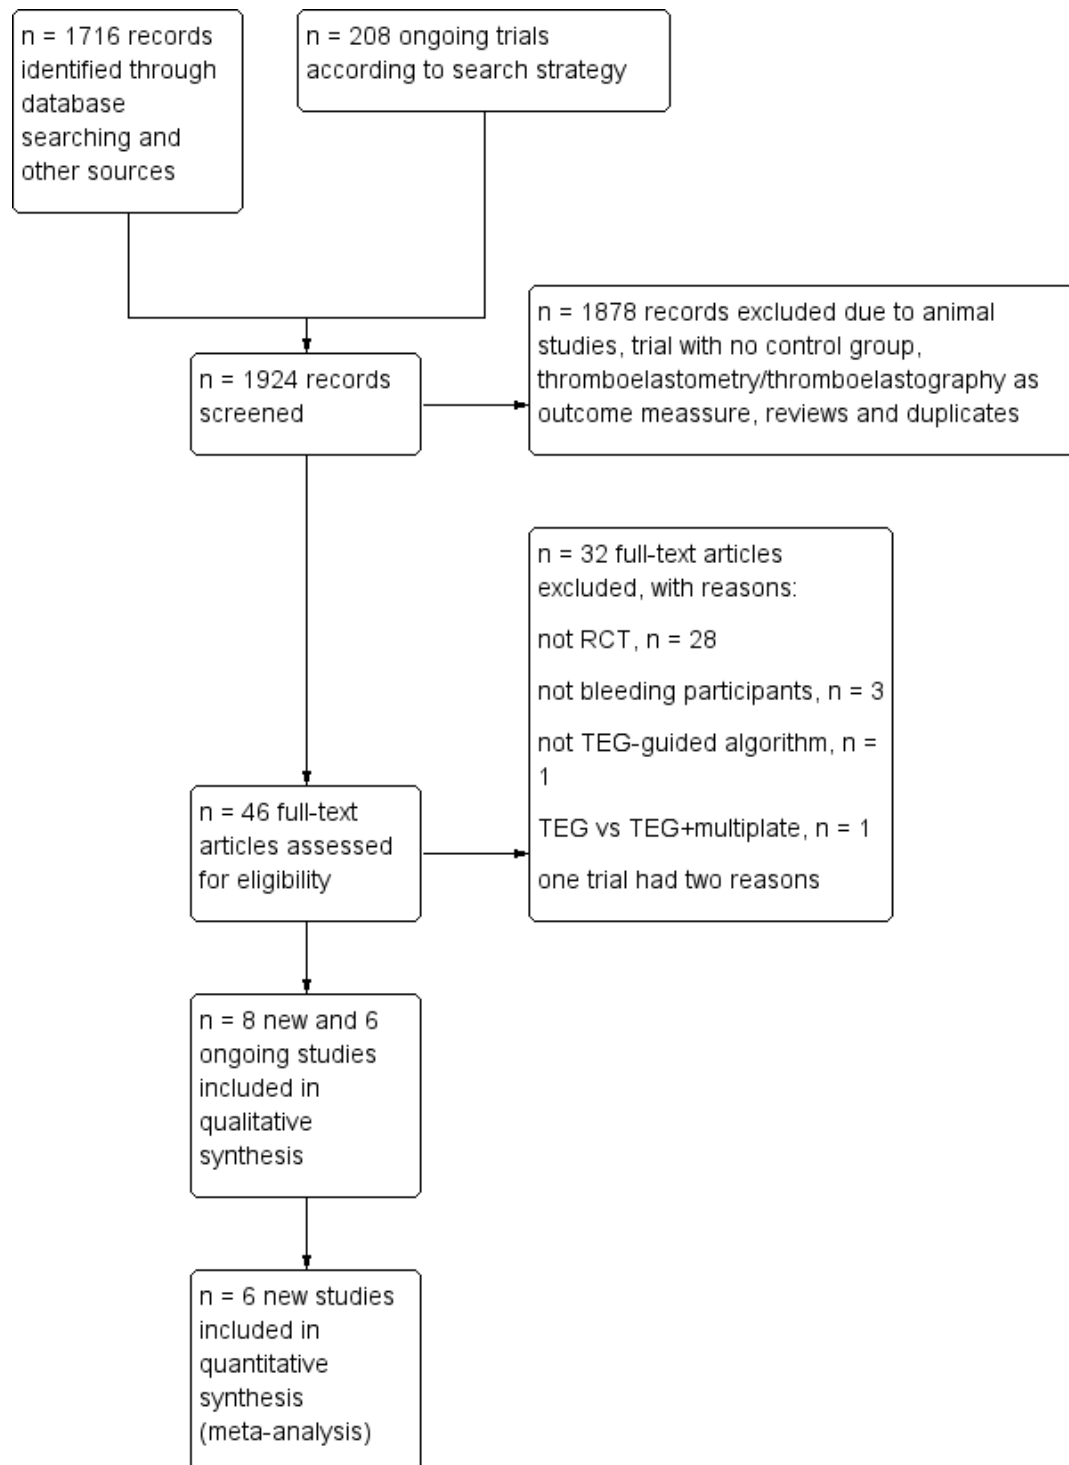 n = 1716 records
identified through
database
searching and
other sources
n = 208 ongoing trials
according to search strategy
n = 1924 records
screened
n = 1878 records excluded due to animal
studies, trial with no control group,
thromboelastometry/thromboelastography as
outcome meassure, reviews and duplicates
n = 46 full-text
articles assessed
for eligibility
n = 32 full-text articles
excluded, with reasons:
not RCT, n = 28
not bleeding participants, n = 3
not TEG-guided algorithm, n =
1
TEG vs TEG+multiplate, n = 1
one trial had two reasons
n = 8 new and 6
ongoing studies
included in
qualitative
synthesis
n = 6 new studies
included in
quantitative
synthesis
(meta-analysis)